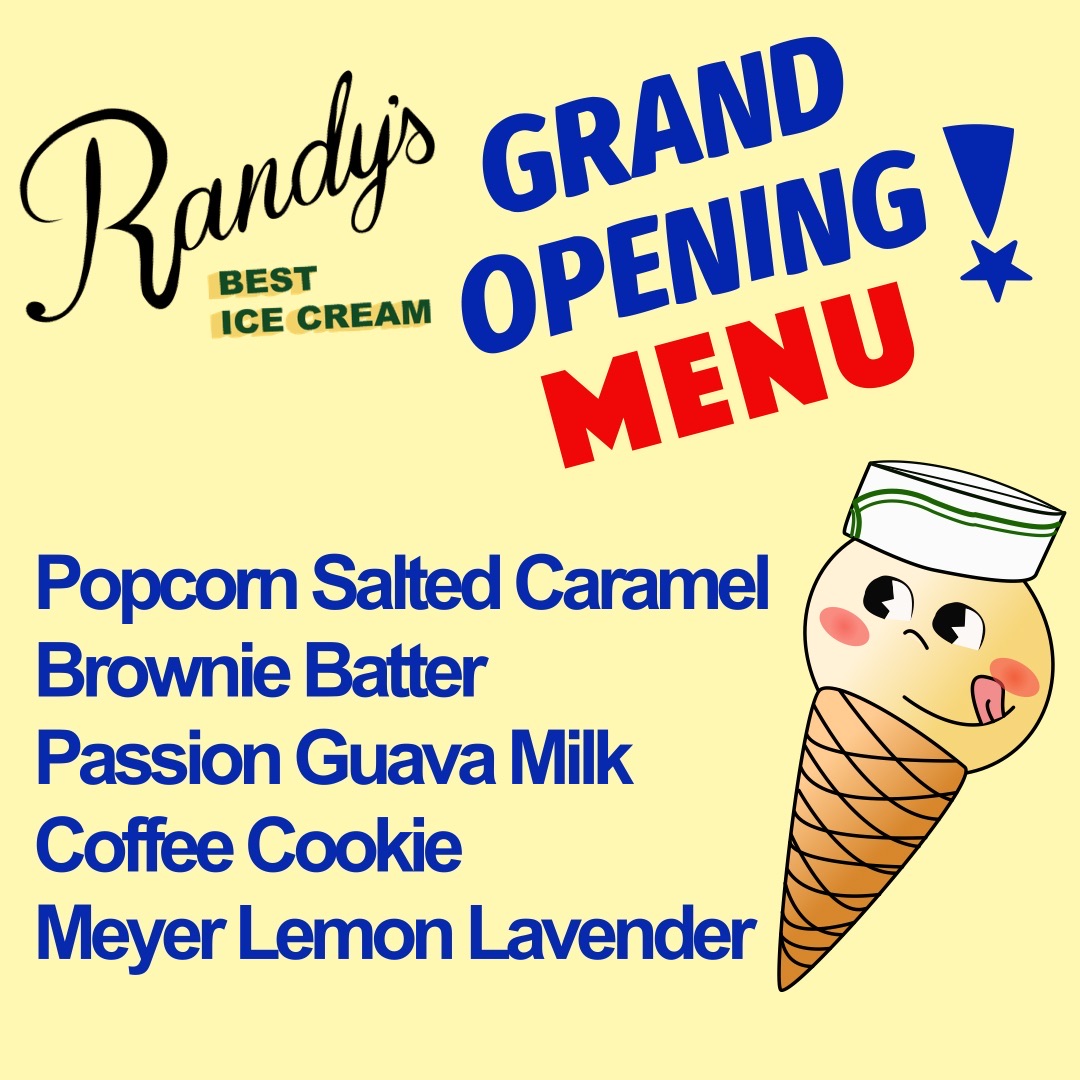 Randy's
BEST
ICE CREAM
GRAND
OPENING!
MENU
Popcorn Salted Caramel
Brownie Batter
Passion Guava Milk
Coffee Cookie
Meyer Lemon Lavender